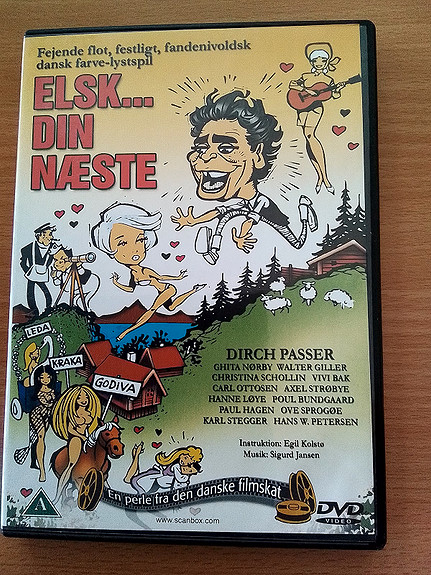 Fejende flot, festligt, fandenivoldsk
dansk farve-lystspil
ELSK...
DIN
NÆSTE
LEDA
KRAKA
GODIVA
DIRCH PASSER
GHITA NØRBY WALTER GILLER
CHRISTINA SCHOLLIN VIVI BAK
CARL OTTOSEN AXEL STRØBYE
HANNE LØYE POUL BUNDGAARD
PAUL HAGEN OVE SPROGØE
KARL STEGGER HANS W. PETERSEN
Instruktion: Egil Kolstø
Musik: Sigurd Jansen
En perle fra den danske filmskat
A
www.scanbox.com
DVD
VIDEO